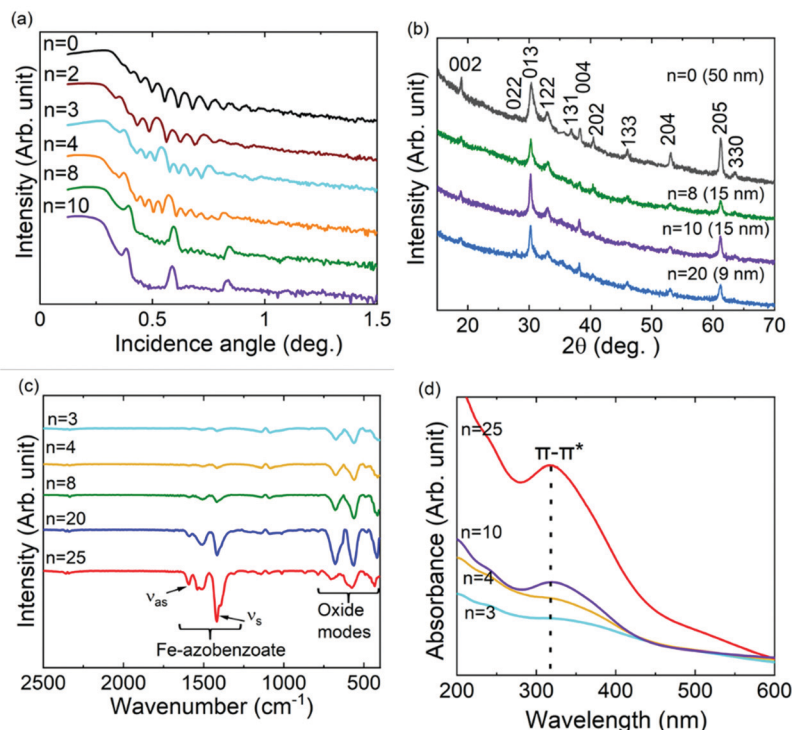 (a)
n=0
n=2
n=3
n=4
n=8
n=10
Intensity (Arb. unit)
0
0.5
1
1.5
Incidence angle (deg.)
(b)
002
022
013
122
131
004
202
133
204
205
330
n=0 (50 nm)
n=8 (15 nm)
n=10 (15 nm)
n=20 (9 nm)
Intensity (Arb. unit)
20
30
40
50
60
70
2θ (deg. )
(c)
n=3
n=4
n=8
n=20
n=25
νas
νs
Fe-azobenzoate
Oxide
modes
Intensity (Arb. unit)
2500
2000
1500
1000
500
Wavenumber (cm-1)
(d)
n=25
π-π*
n=10
n=4
n=3
Absorbance (Arb. unit)
200
300
400
500
600
Wavelength (nm)